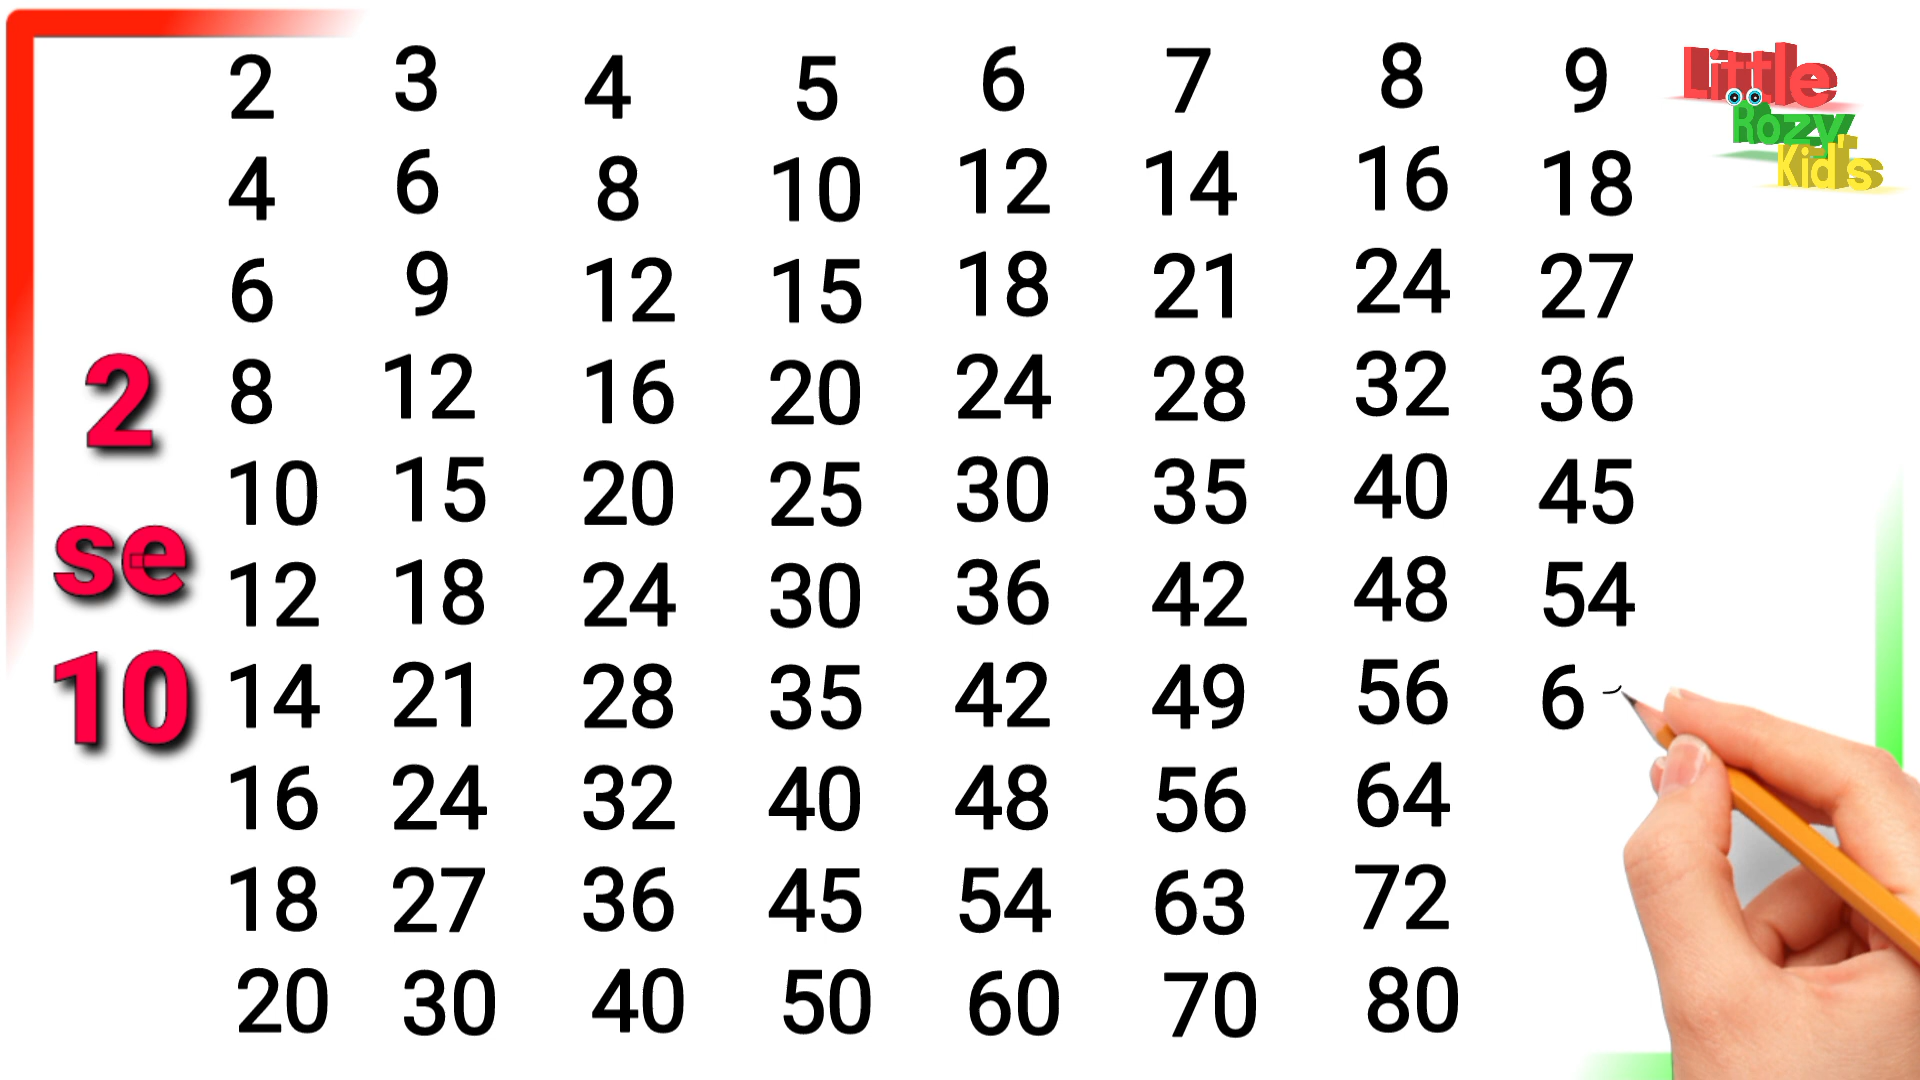 2 3 4 5 6 7 8 9
4 6 8 10 12 14 16 18
6 9 12 15 18 21 24 27
8 12 16 20 24 28 32 36
10 15 20 25 30 35 40 45
12 18 24 30 36 42 48 54
14 21 28 35 42 49 56 6
16 24 32 40 48 56 64
18 27 36 45 54 63 72
20 30 40 50 60 70 80
2
se
10
Little
Rozy
Kid's